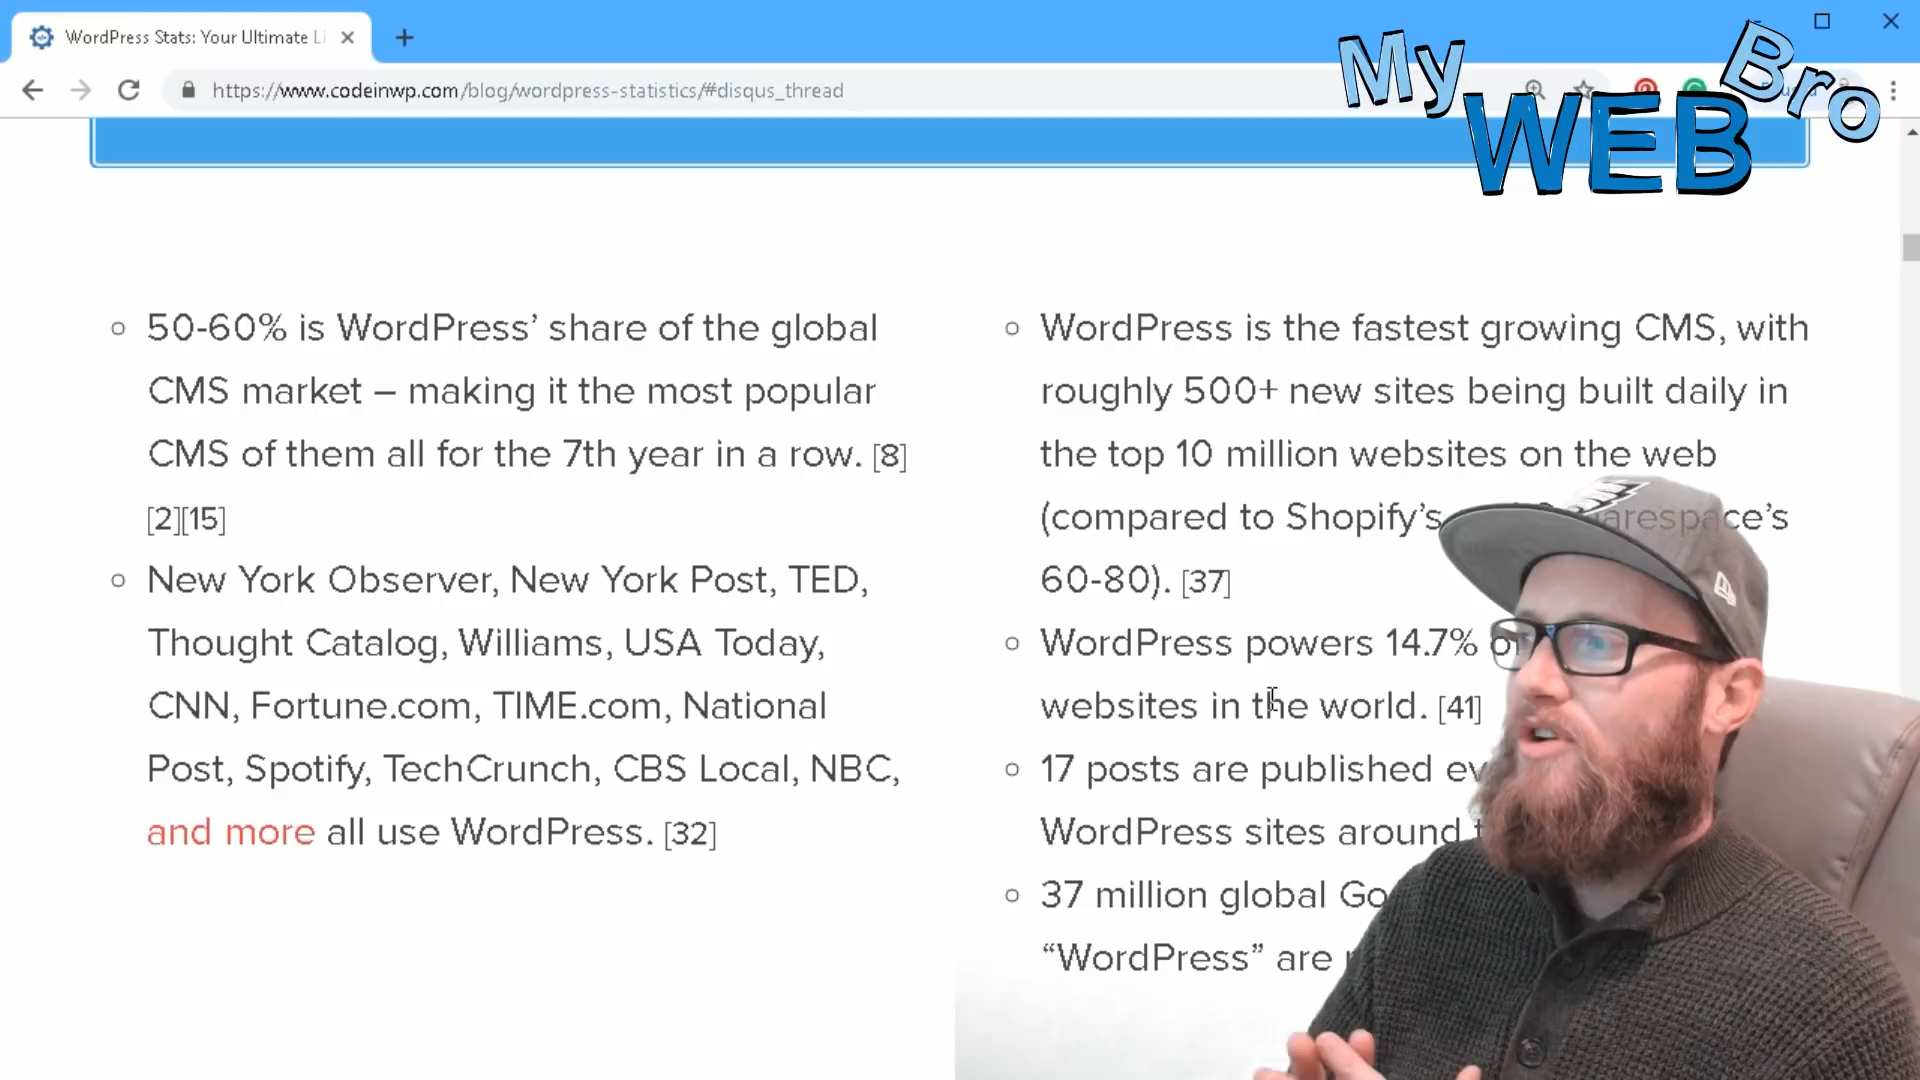 WordPress Stats: Your Ultimate Li
https://www.codeinwp.com/blog/wordpress-statistics/#disqus_thread
My
WEB
Bro
50-60% is WordPress’ share of the global
CMS market – making it the most popular
CMS of them all for the 7th year in a row. [8]
[2][15]
New York Observer, New York Post, TED,
Thought Catalog, Williams, USA Today,
CNN, Fortune.com, TIME.com, National
Post, Spotify, TechCrunch, CBS Local, NBC,
and more all use WordPress. [32]
WordPress is the fastest growing CMS, with
roughly 500+ new sites being built daily in
the top 10 million websites on the web
(compared to Shopify’s
60-80). [37]
WordPress powers 14.7%
websites in the world. [41]
17 posts are published
WordPress sites around
37 million global
“WordPress” are